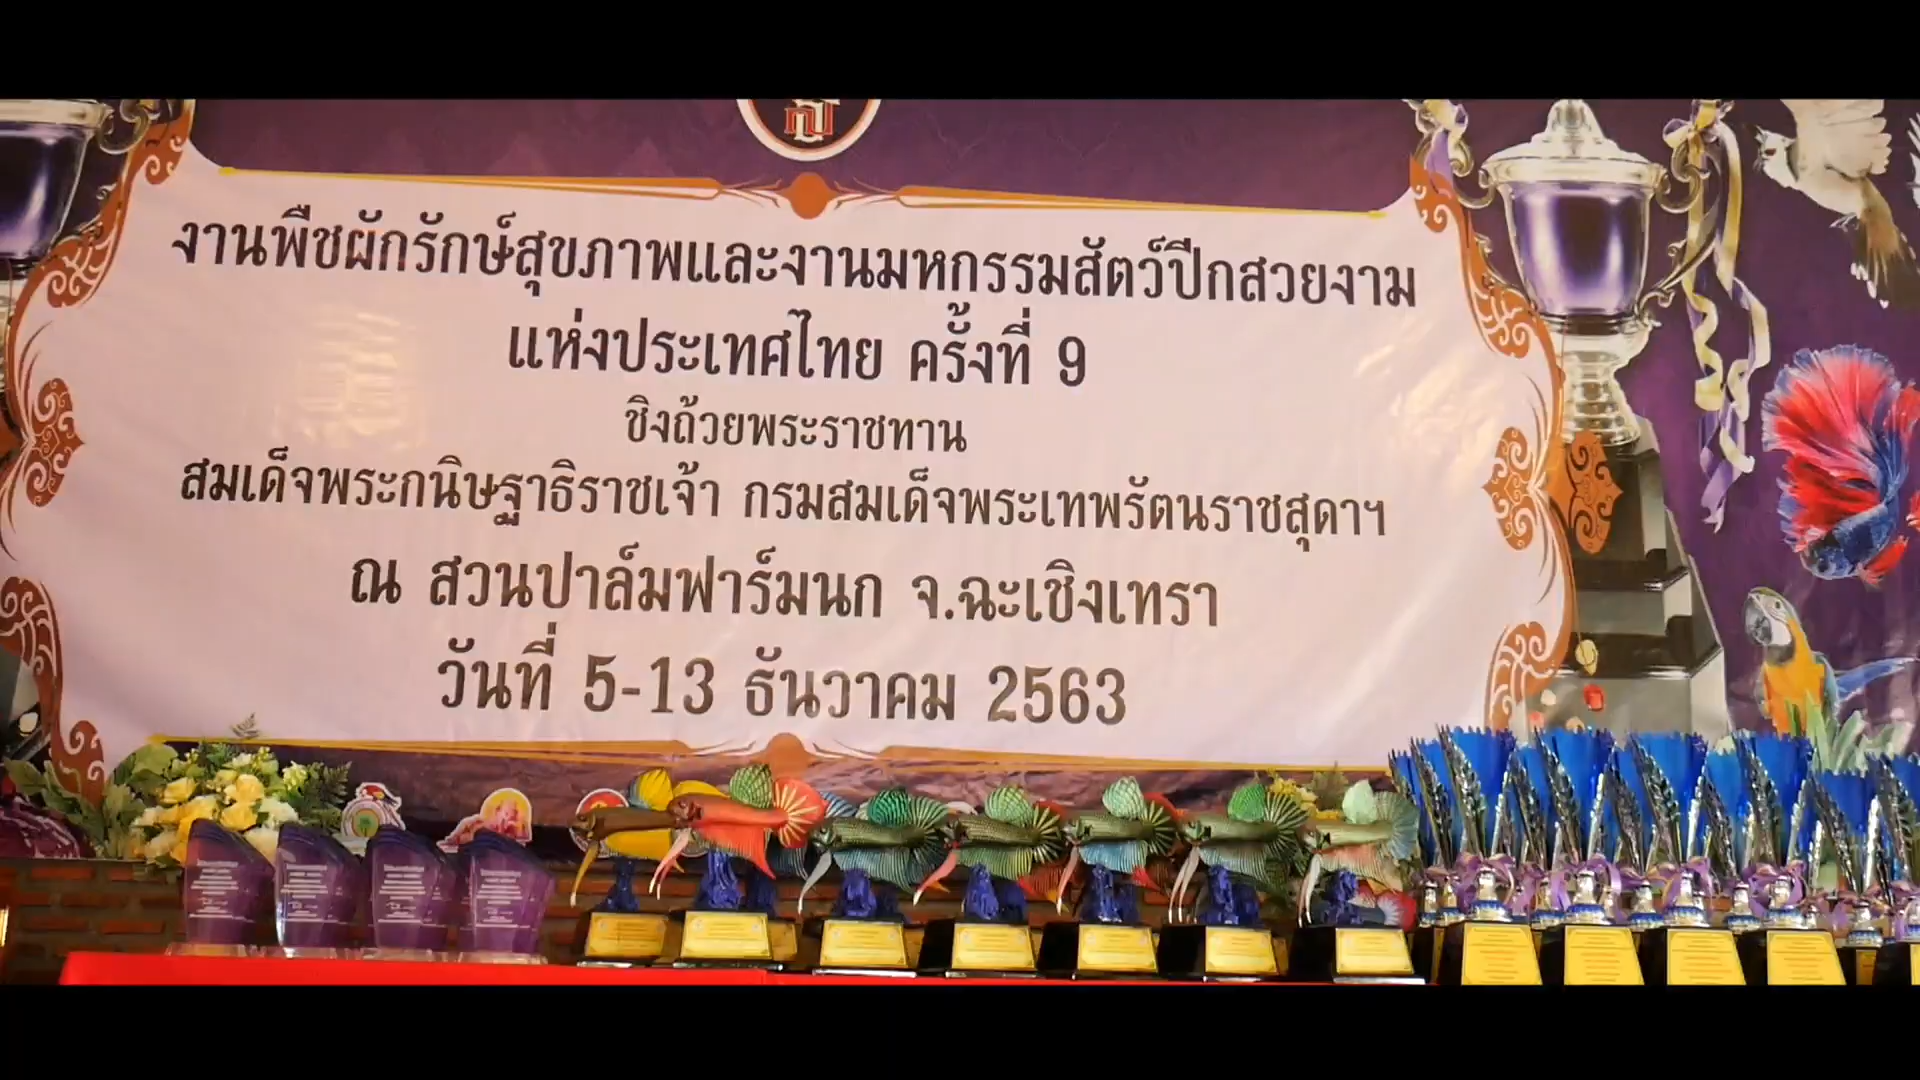 งานพืชผักรักษ์สุขภาพและงานมหกรรมสัตว์ปีกสวยงาม
แห่งประเทศไทย ครั้งที่ 9
ชิงถ้วยพระราชทาน
สมเด็จพระกนิษฐาธิราชเจ้า กรมสมเด็จพระเทพรัตนราชสุดาฯ
ณ สวนปาล์มฟาร์มนก จ.ฉะเชิงเทรา
วันที่ 5-13 ธันวาคม 2563